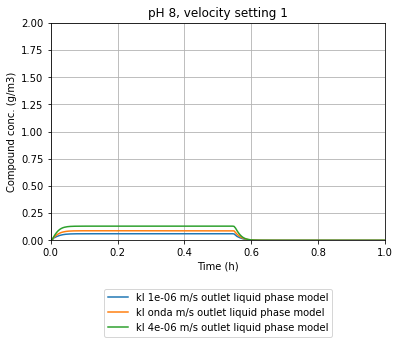 pH 8, velocity setting 1
Compound conc. (g/m3)
2.00
1.75
1.50
1.25
1.00
0.75
0.50
0.25
0.00
0.0 0.2 0.4 0.6 0.8 1.0
Time (h)
kl 1e-06 m/s outlet liquid phase model
kl onda m/s outlet liquid phase model
kl 4e-06 m/s outlet liquid phase model